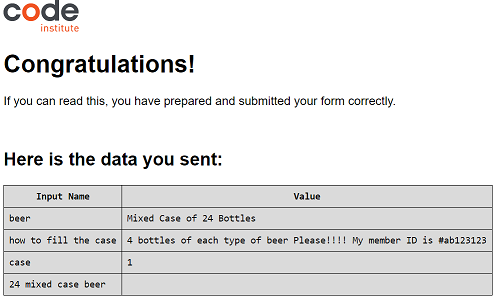 code
institute
Congratulations!
If you can read this, you have prepared and submitted your form correctly.
Here is the data you sent:
Input Name Value
beer Mixed Case of 24 Bottles
how to fill the case 4 bottles of each type of beer Please!!!! My member ID is #ab123123
case 1
24 mixed case beer